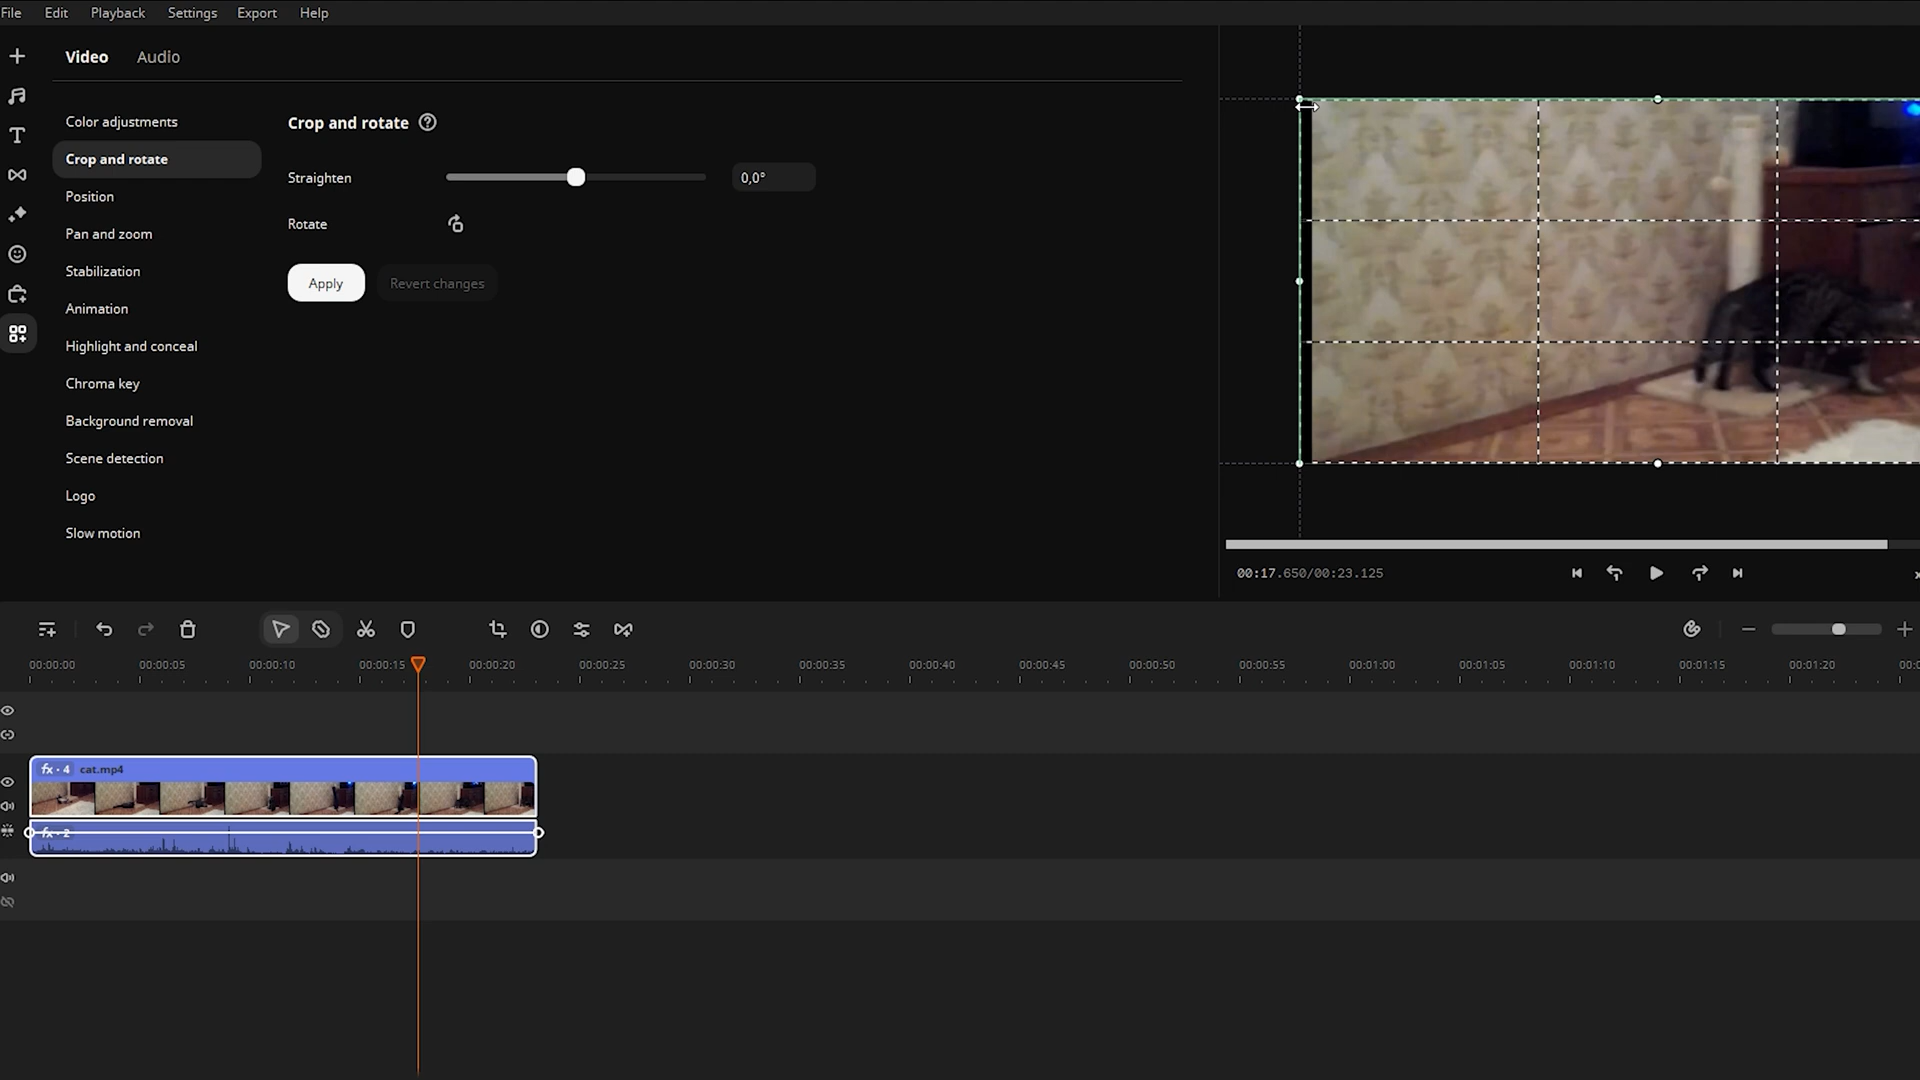 File Edit Playback Settings Export Help
Video Audio
Color adjustments
Crop and rotate
Position
Pan and zoom
Stabilization
Animation
Highlight and conceal
Chroma key
Background removal
Scene detection
Logo
Slow motion
Crop and rotate
Straighten 0,0°
Rotate
Apply Revert changes
00:17.650/00:23.125
00:00:00 00:00:05 00:00:10 00:00:15 00:00:20 00:00:25 00:00:30 00:00:35 00:00:40 00:00:45 00:00:50 00:00:55 00:01:00 00:01:05 00:01:10 00:01:15 00:01:20
fx · 4 cat.mp4
fx · 2